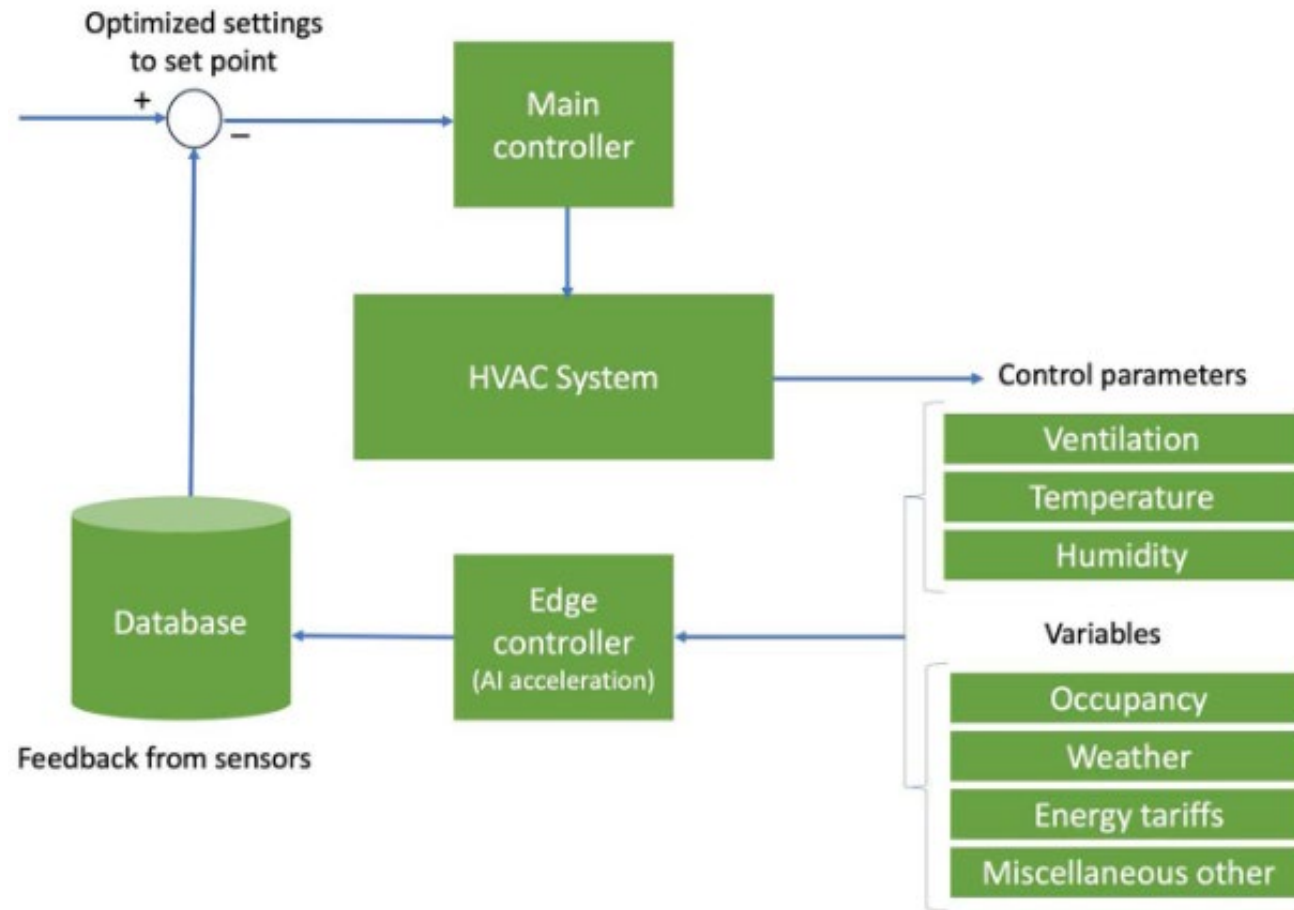 Optimized settings
to set point
+
−
Main
controller
HVAC System
Control parameters
Ventilation
Temperature
Humidity
Database
Edge
controller
(AI acceleration)
Variables
Occupancy
Weather
Energy tariffs
Miscellaneous other
Feedback from sensors